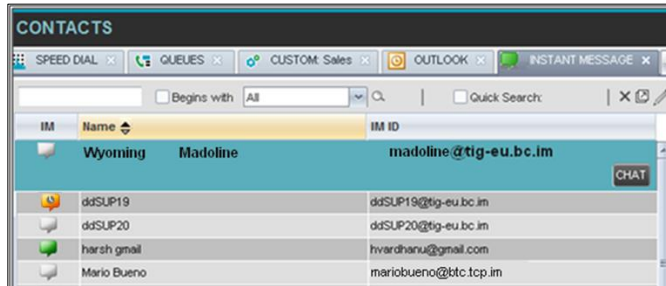 CONTACTS
SPEED DIAL × QUEUES × CUSTOM: Sales × OUTLOOK × INSTANT MESSAGE ×
Begins with All Quick Search:
IM Name IM ID
Wyoming Madoline madoline@tig-eu.bc.im
CHAT
ddSUP19 ddSUP19@tig-eu.bc.im
ddSUP20 ddSUP20@tig-eu.bc.im
harsh gmail hvardhanu@gmail.com
Mario Bueno mariobueno@btc.tcp.im